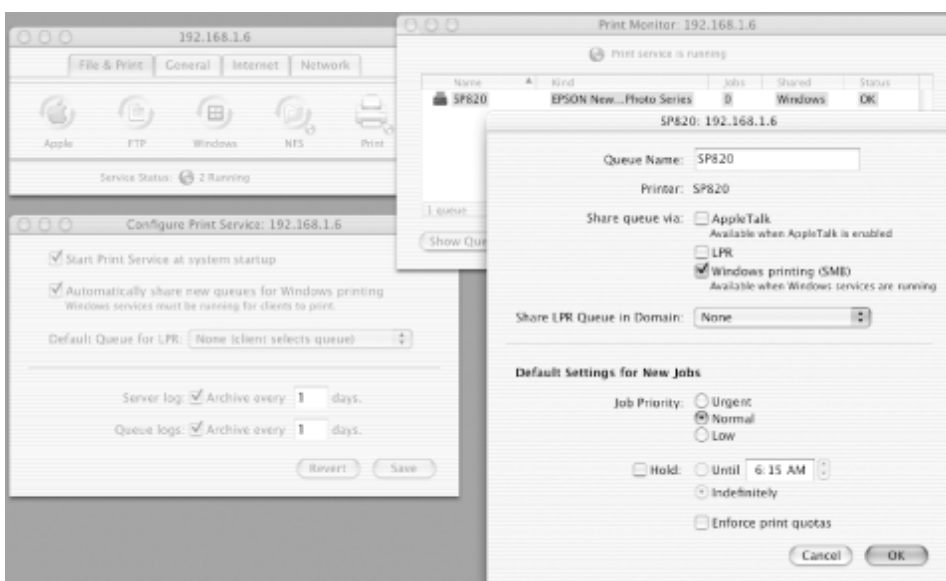 192.168.1.6
File & Print General Internet Network
Apple FTP Windows NFS Print
Service Status: 2 Running
Print Monitor: 192.168.1.6
Print service is running
Name Kind Jobs Shared Status
SP820 EPSON New...Photo Series 0 Windows OK
1 queue
Show Que
Configure Print Service: 192.168.1.6
Start Print Service at system startup
Automatically share new queues for Windows printing
Windows services must be running for clients to print.
Default Queue for LPR: None (client selects queue)
Server log: Archive every 1 days.
Queue logs: Archive every 1 days.
Revert Save
SP820: 192.168.1.6
Queue Name: SP820
Printer: SP820
Share queue via: AppleTalk
Available when AppleTalk is enabled
LPR
Windows printing (SMB)
Available when Windows services are running
Share LPR Queue in Domain: None
Default Settings for New Jobs
Job Priority: Urgent
Normal
Low
Hold: Until 6:15 AM
Indefinitely
Enforce print quotas
Cancel OK